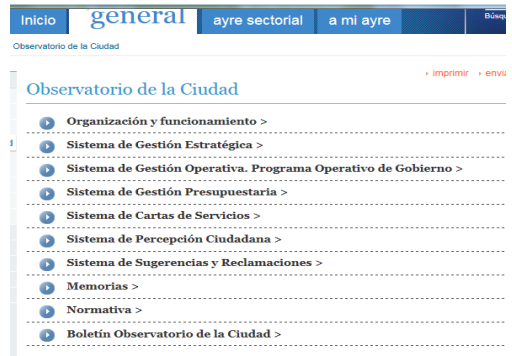 Inicio general ayre sectorial a mi ayre
Observatorio de la Ciudad
imprimir
Observatorio de la Ciudad
Organización y funcionamiento >
Sistema de Gestión Estratégica >
Sistema de Gestión Operativa. Programa Operativo de Gobierno >
Sistema de Gestión Presupuestaria >
Sistema de Cartas de Servicios >
Sistema de Percepción Ciudadana >
Sistema de Sugerencias y Reclamaciones >
Memorias >
Normativa >
Boletín Observatorio de la Ciudad >